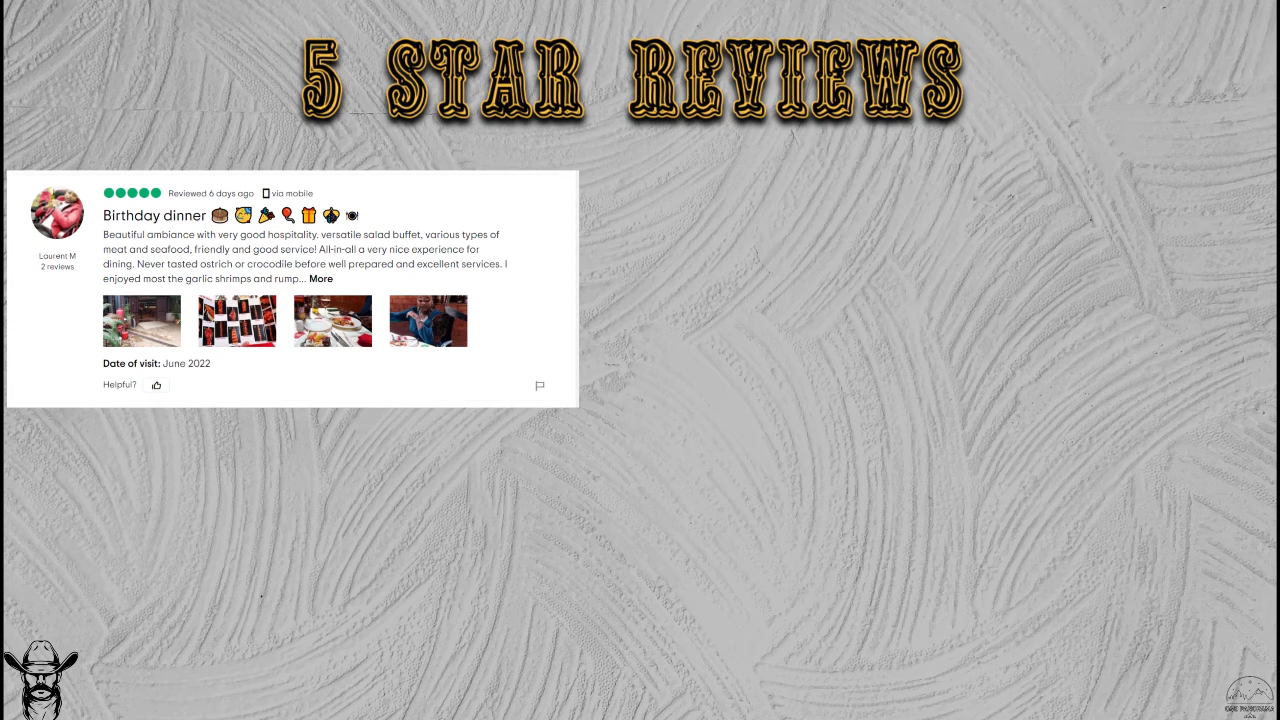 5 STAR REVIEWS
Reviewed 6 days ago via mobile
Birthday dinner
Beautiful ambiance with very good hospitality. versatile salad buffet, various types of
meat and seafood, friendly and good service! All-in-all a very nice experience for
dining. Never tasted ostrich or crocodile before well prepared and excellent services. I
enjoyed most the garlic shrimps and rump... More
Laurent M
2 reviews
Date of visit: June 2022
Helpful?